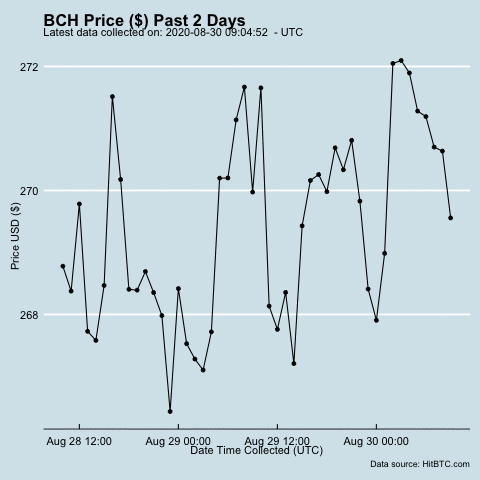 BCH Price ($) Past 2 Days
Latest data collected on: 2020-08-30 09:04:52 - UTC
272
270
268
Price USD ($)
Aug 28 12:00 Aug 29 00:00 Aug 29 12:00 Aug 30 00:00
Date Time Collected (UTC)
Data source: HitBTC.com